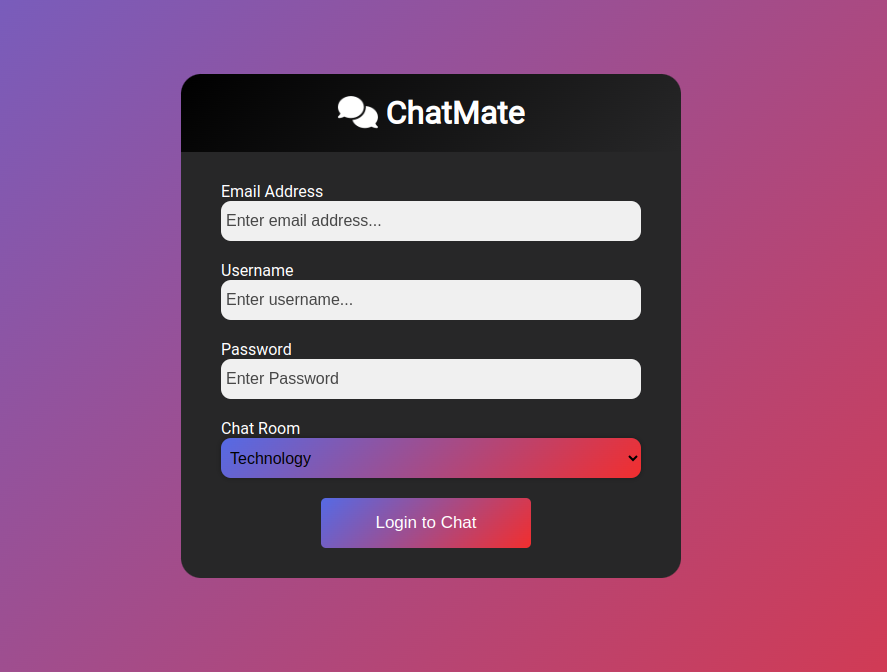 ChatMate
Email Address
Enter email address...
Username
Enter username...
Password
Enter Password
Chat Room
Technology
Login to Chat